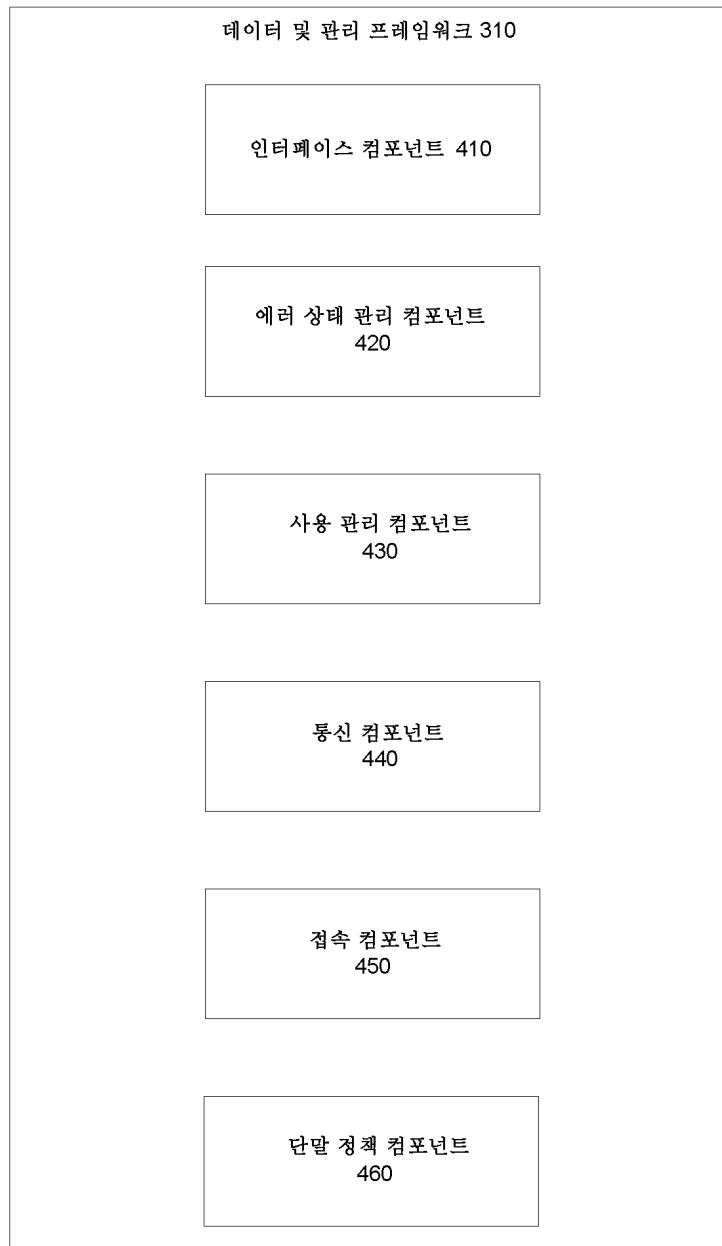 데이터 및 관리 프레임워크 310
인터페이스 컴포넌트 410
에러 상태 관리 컴포넌트
420
사용 관리 컴포넌트
430
통신 컴포넌트
440
접속 컴포넌트
450
단말 정책 컴포넌트
460